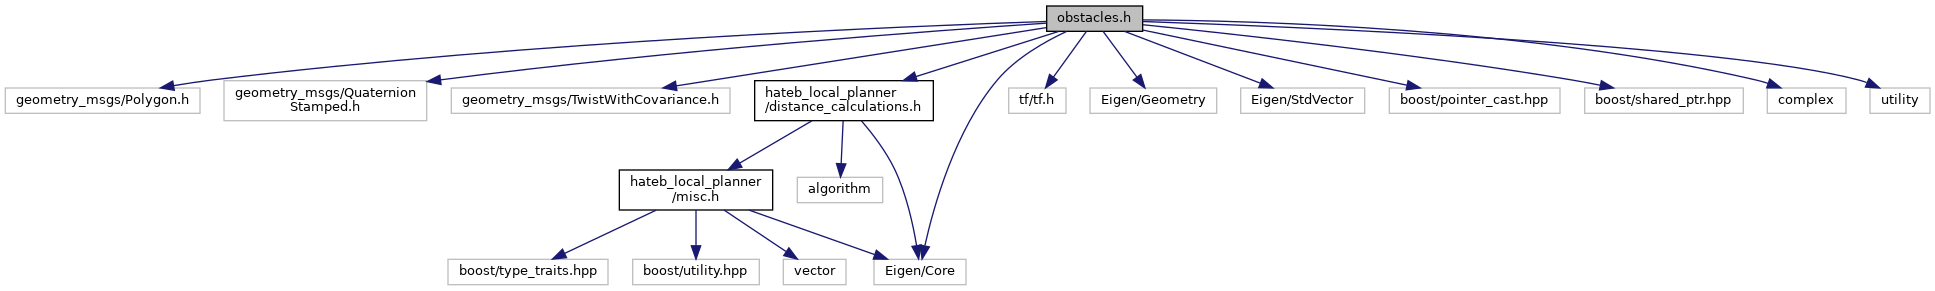 obstacles.h
geometry_msgs/Polygon.h
geometry_msgs/Quaternion
Stamped.h
geometry_msgs/TwistWithCovariance.h
hateb_local_planner
/distance_calculations.h
tf/tf.h
Eigen/Geometry
Eigen/StdVector
boost/pointer_cast.hpp
boost/shared_ptr.hpp
complex
utility
hateb_local_planner
/misc.h
algorithm
boost/type_traits.hpp
boost/utility.hpp
vector
Eigen/Core